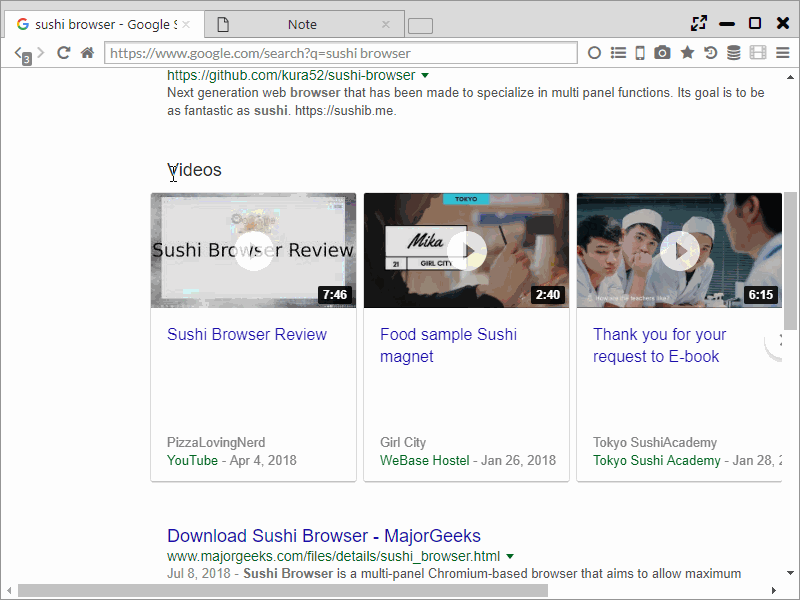 sushi browser - Google S
Note
3
https://www.google.com/search?q=sushi browser
https://github.com/kura52/sushi-browser
Next generation web browser that has been made to specialize in multi panel functions. Its goal is to be
as fantastic as sushi. https://sushib.me.
Videos
Sushi Browser Review
7:46
TOKYO
Mika
21 GIRL CITY
2:40
6:15
Sushi Browser Review
Food sample Sushi
magnet
Thank you for your
request to E-book
PizzaLovingNerd
YouTube - Apr 4, 2018
Girl City
WeBase Hostel - Jan 26, 2018
Tokyo SushiAcademy
Tokyo Sushi Academy - Jan 28, 2
Download Sushi Browser - MajorGeeks
www.majorgeeks.com/files/details/sushi_browser.html
Jul 8, 2018 - Sushi Browser is a multi-panel Chromium-based browser that aims to allow maximum